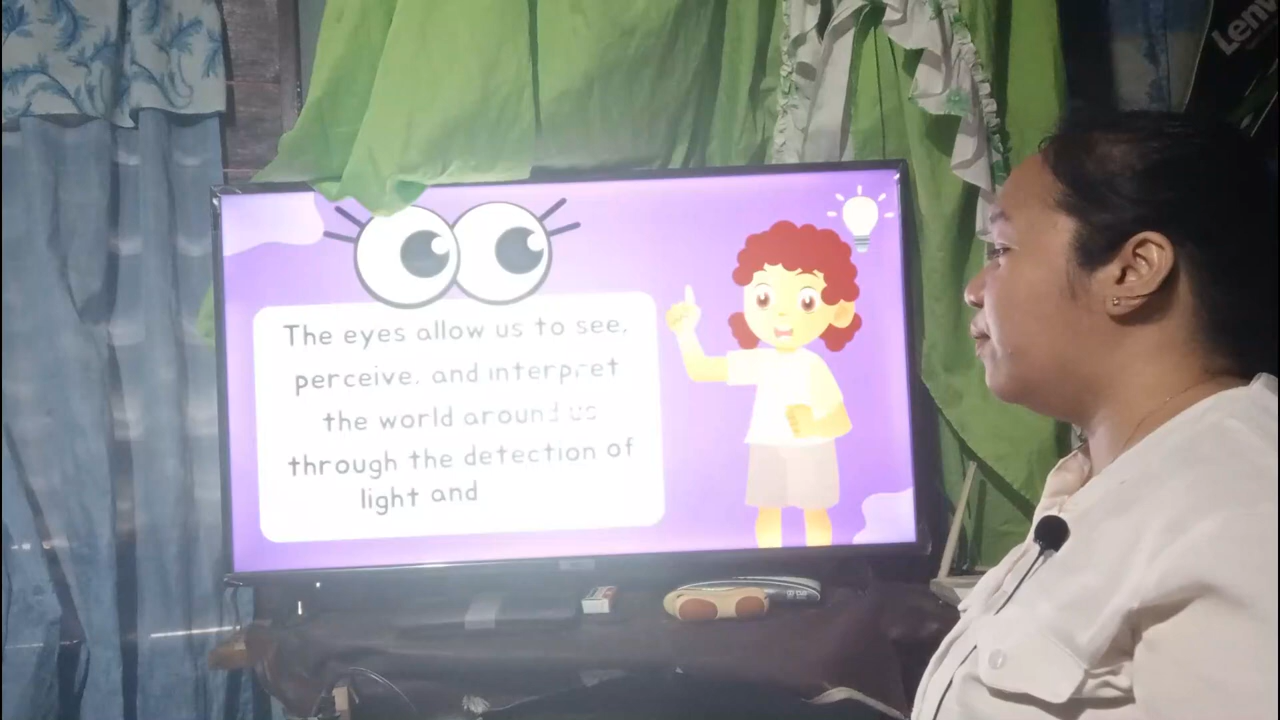 The eyes allow us to see,
perceive, and interpret
the world around us
through the detection of
light and